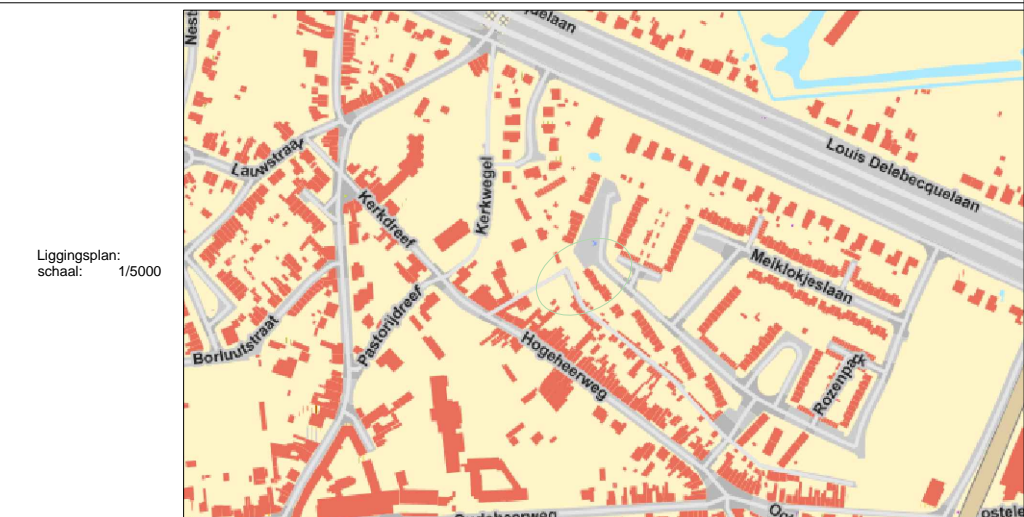 Liggingsplan:
schaal: 1/5000
Nest
Louis Delebecquelaan
Lauwstraat
Kerkwegel
Kerkdreef
Meiklokjeslaan
Pastorijdreef
Borluutstraat
Hogeheerweg
Rozenpark